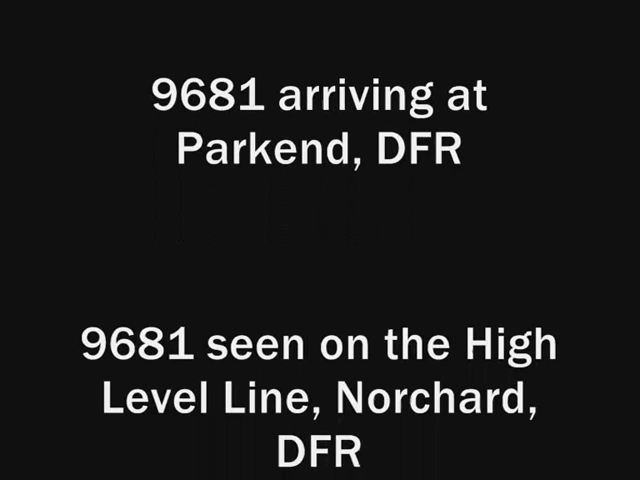 9681 arriving at
Parkend, DFR
9681 seen on the High
Level Line, Norchard,
DFR